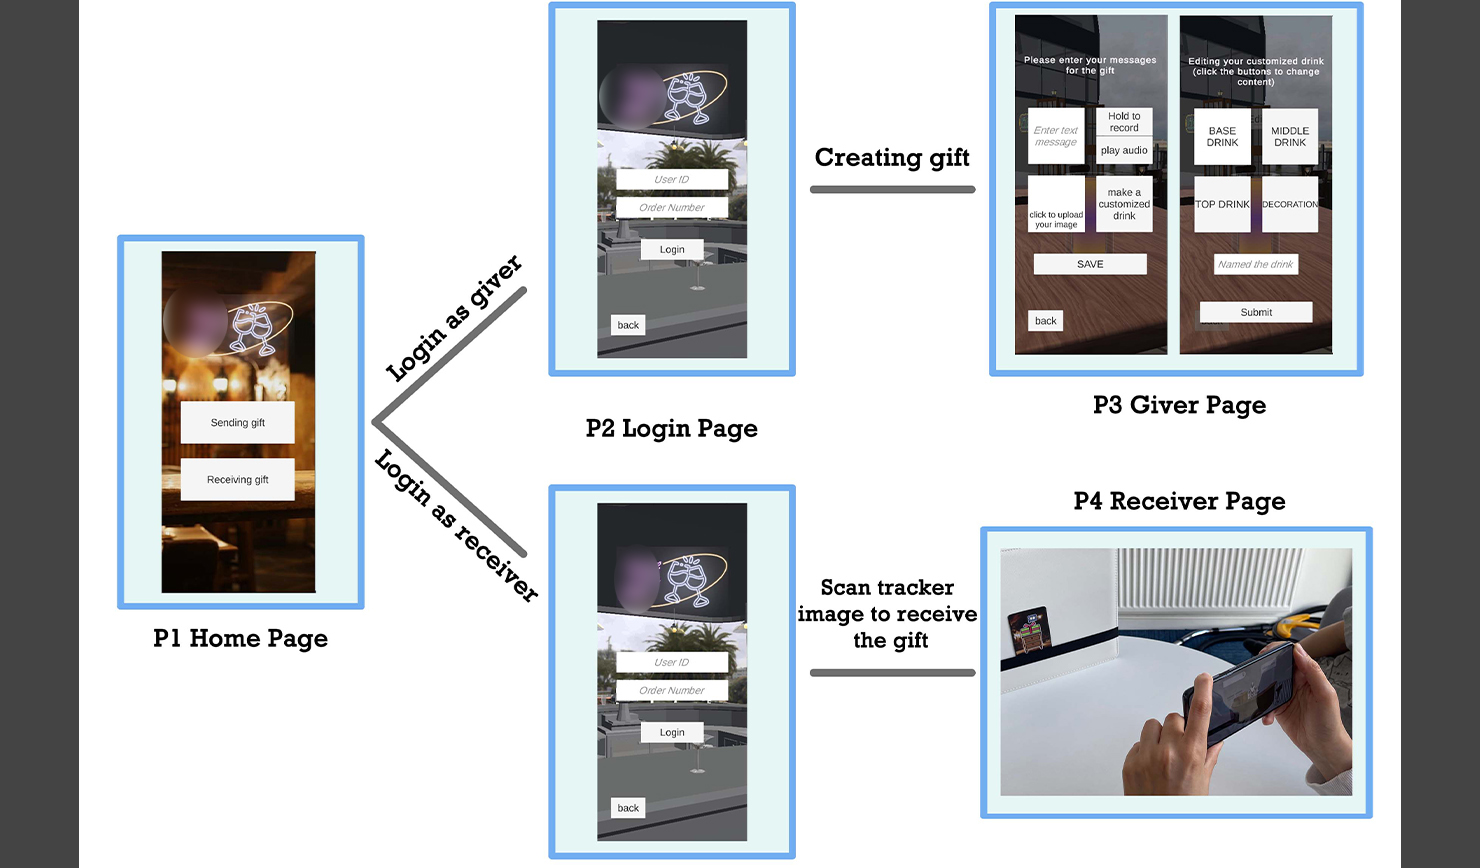 Sending gift
Receiving gift
P1 Home Page
Login as giver
Login as receiver
User ID
Order Number
Login
back
P2 Login Page
Creating gift
Please enter your messages
for the gift
Enter text
message
Hold to
record
play audio
click to upload
your image
make a
customized
drink
SAVE
back
Editing your customized drink
(click the buttons to change
content)
BASE
DRINK
MIDDLE
DRINK
TOP DRINK
DECORATION
Named the drink
Submit
P3 Giver Page
User ID
Order Number
Login
back
Scan tracker
image to receive
the gift
P4 Receiver Page